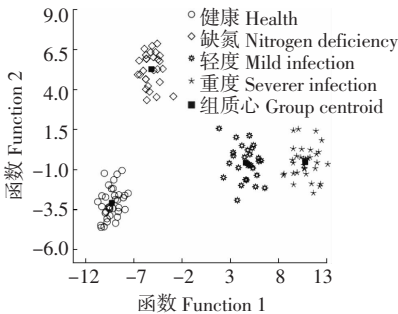 9.0
6.5
4.0
1.5
-1.0
-3.5
-6.0
函数 Function 2
健康 Health
缺氮 Nitrogen deficiency
轻度 Mild infection
重度 Severer infection
组质心 Group centroid
-12 -7 -2 3 8 13
函数 Function 1